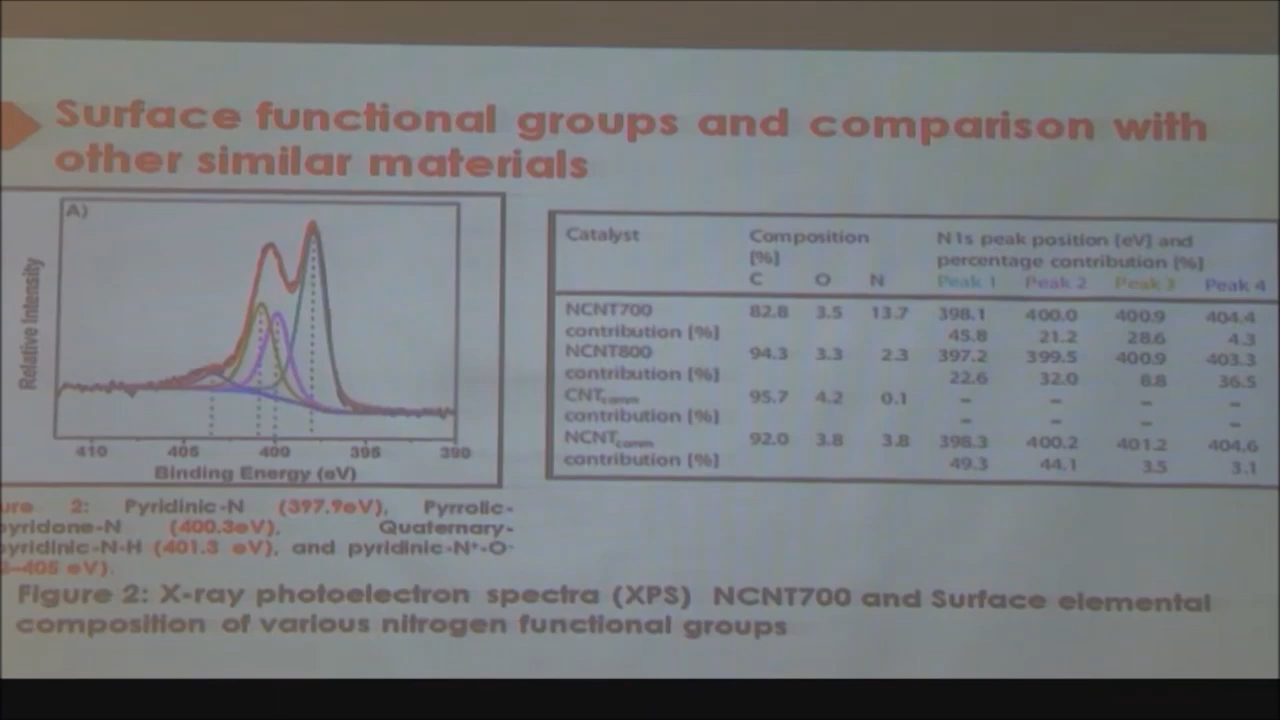 Surface functional groups and comparison with
other similar materials
A)
Relative Intensity
410 405 400 395 390
Binding Energy (eV)
Catalyst Composition [%] N1s peak position [eV] and percentage contribution [%]
C O N Peak 1 Peak 2 Peak 3 Peak 4
NCNT700 82.8 3.5 13.7 398.1 400.0 400.9 404.4
contribution [%] 45.8 21.2 28.6 4.3
NCNT800 94.3 3.3 2.3 397.2 399.5 400.9 403.3
contribution [%] 22.6 32.0 8.8 36.5
CNTcomm 95.7 4.2 0.1 – – – –
contribution [%] – – – –
NCNTcomm 92.0 3.8 3.8 398.3 400.2 401.2 404.6
contribution [%] 49.3 44.1 3.5 3.1
ure 2: Pyridinic-N (397.9eV), Pyrrolic-
pyridone-N (400.3eV), Quaternary-
pyridinic-N-H (401.3 eV), and pyridinic-N+-O-
–405 eV).
Figure 2: X-ray photoelectron spectra (XPS) NCNT700 and Surface elemental
composition of various nitrogen functional groups